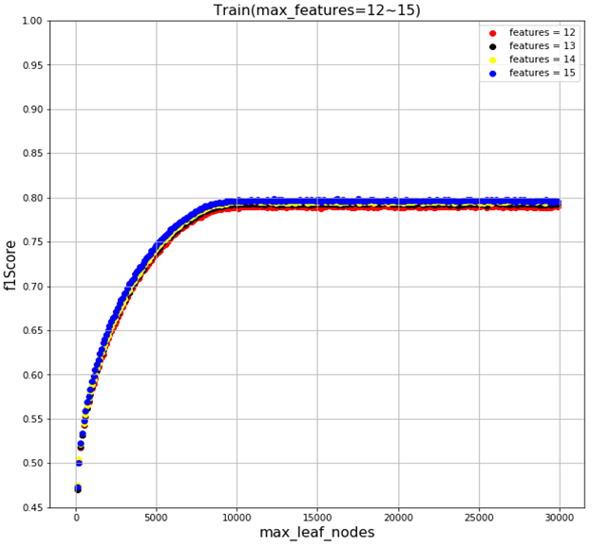 Train(max_features=12~15)
features = 12
features = 13
features = 14
features = 15
1.00
0.95
0.90
0.85
0.80
0.75
0.70
0.65
0.60
0.55
0.50
0.45
f1Score
0
5000
10000
15000
20000
25000
30000
max_leaf_nodes